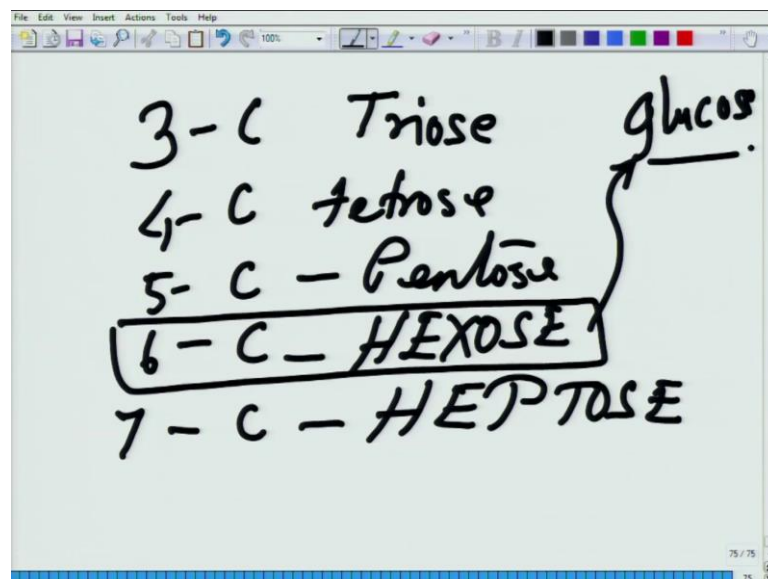 File Edit View Insert Actions Tools Help
100% B I
3 - C Triose glucos
4 - C tetrose
5 - C - Pentose
6 - C - HEXOSE
7 - C - HEPTOSE
75 / 75
75